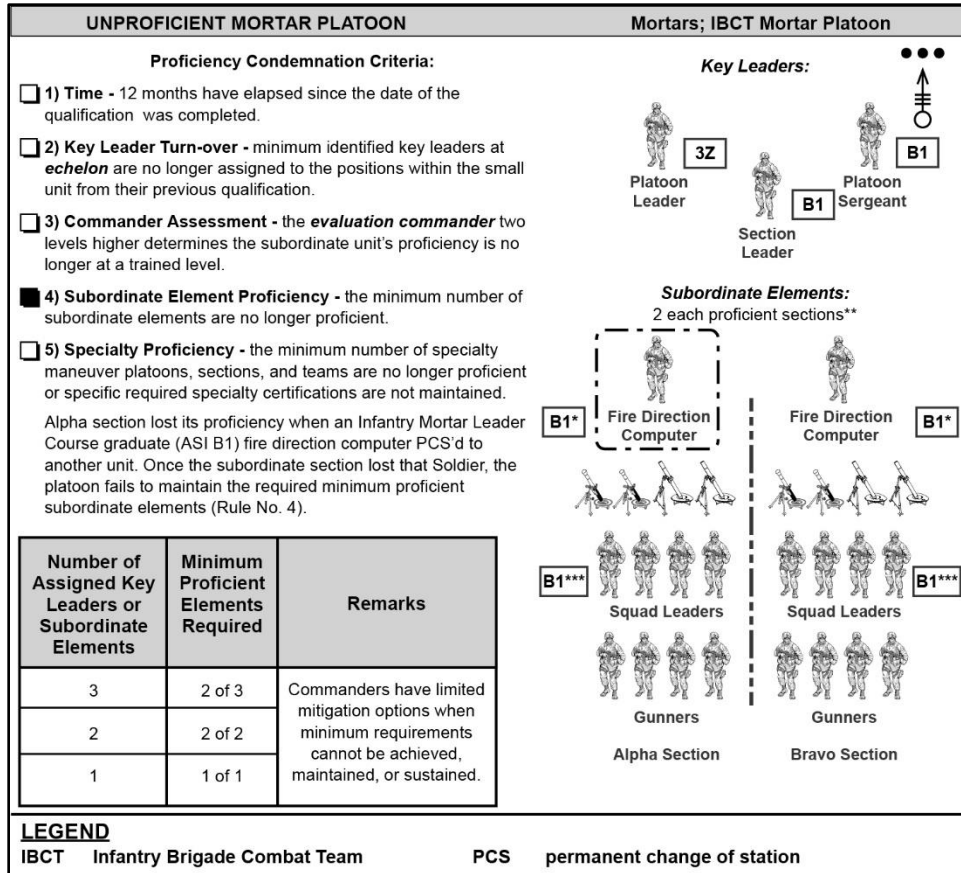 UNPROFICIENT MORTAR PLATOON
Proficiency Condemnation Criteria:
1) Time - 12 months have elapsed since the date of the
qualification was completed.
2) Key Leader Turn-over - minimum identified key leaders at
echelon are no longer assigned to the positions within the small
unit from their previous qualification.
3) Commander Assessment - the evaluation commander two
levels higher determines the subordinate unit's proficiency is no
longer at a trained level.
4) Subordinate Element Proficiency - the minimum number of
subordinate elements are no longer proficient.
5) Specialty Proficiency - the minimum number of specialty
maneuver platoons, sections, and teams are no longer proficient
or specific required specialty certifications are not maintained.
Alpha section lost its proficiency when an Infantry Mortar Leader
Course graduate (ASI B1) fire direction computer PCS'd to
another unit. Once the subordinate section lost that Soldier, the
platoon fails to maintain the required minimum proficient
subordinate elements (Rule No. 4).
Number of
Assigned Key
Leaders or
Subordinate
Elements
Minimum
Proficient
Elements
Required
Remarks
3
2 of 3
2
2 of 2
1
1 of 1
Commanders have limited
mitigation options when
minimum requirements
cannot be achieved,
maintained, or sustained.
Mortars; IBCT Mortar Platoon
Key Leaders:
3Z
Platoon
Leader
B1
Section
Leader
B1
Platoon
Sergeant
Subordinate Elements:
2 each proficient sections**
B1*
Fire Direction
Computer
Fire Direction
Computer
B1*
B1***
Squad Leaders
Squad Leaders
B1***
Gunners
Gunners
Alpha Section
Bravo Section
LEGEND
IBCT Infantry Brigade Combat Team PCS permanent change of station